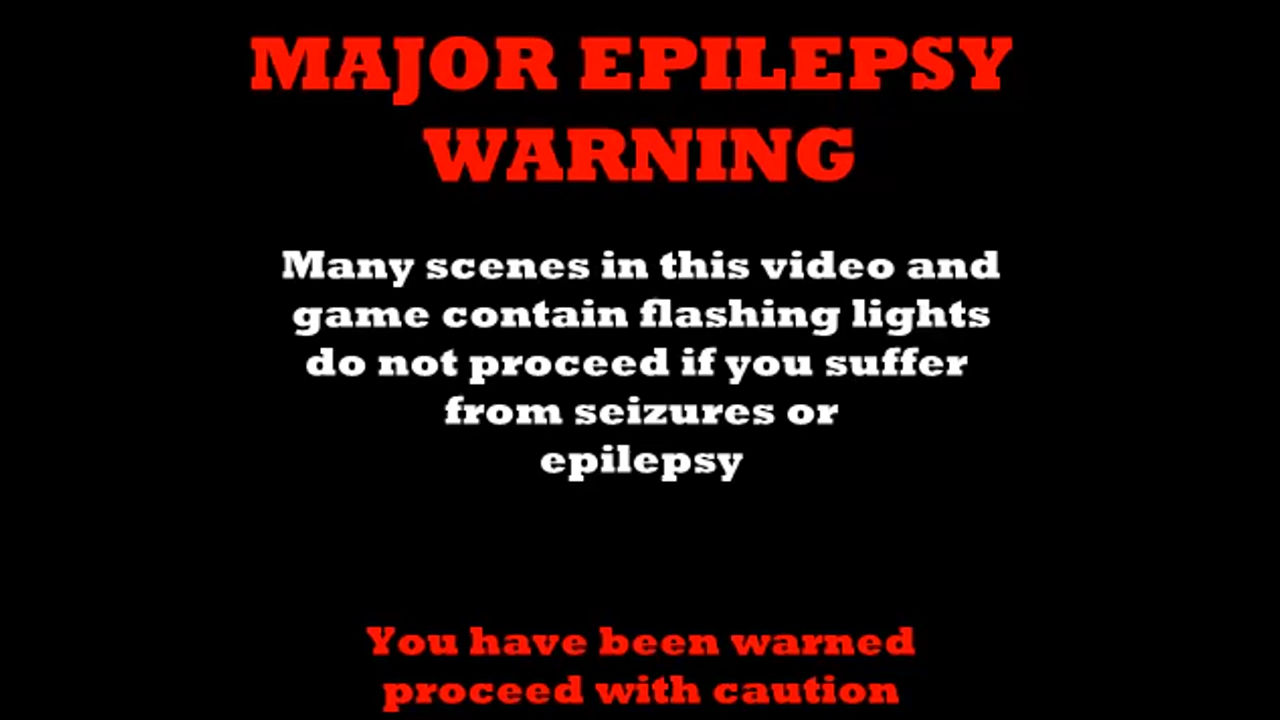 MAJOR EPILEPSY
WARNING
Many scenes in this video and
game contain flashing lights
do not proceed if you suffer
from seizures or
epilepsy
You have been warned
proceed with caution